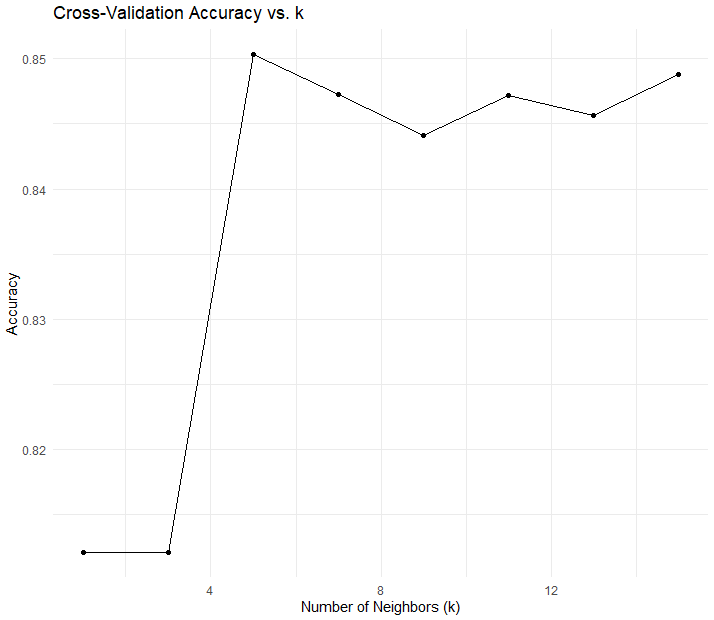 Cross-Validation Accuracy vs. k
0.85
0.84
0.83
0.82
Accuracy
4 8 12
Number of Neighbors (k)